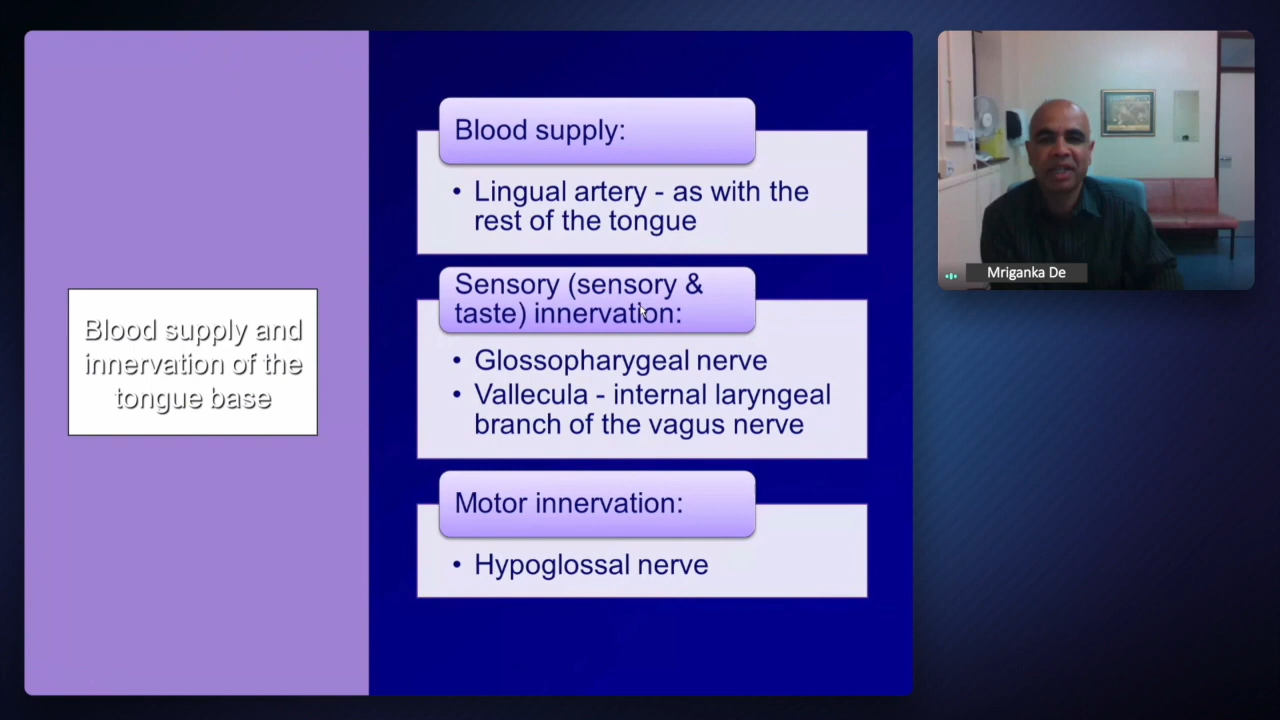 Blood supply and
innervation of the
tongue base
Blood supply:
• Lingual artery - as with the
rest of the tongue
Sensory (sensory &
taste) innervation:
• Glossopharygeal nerve
• Vallecula - internal laryngeal
branch of the vagus nerve
Motor innervation:
• Hypoglossal nerve
Mriganka De